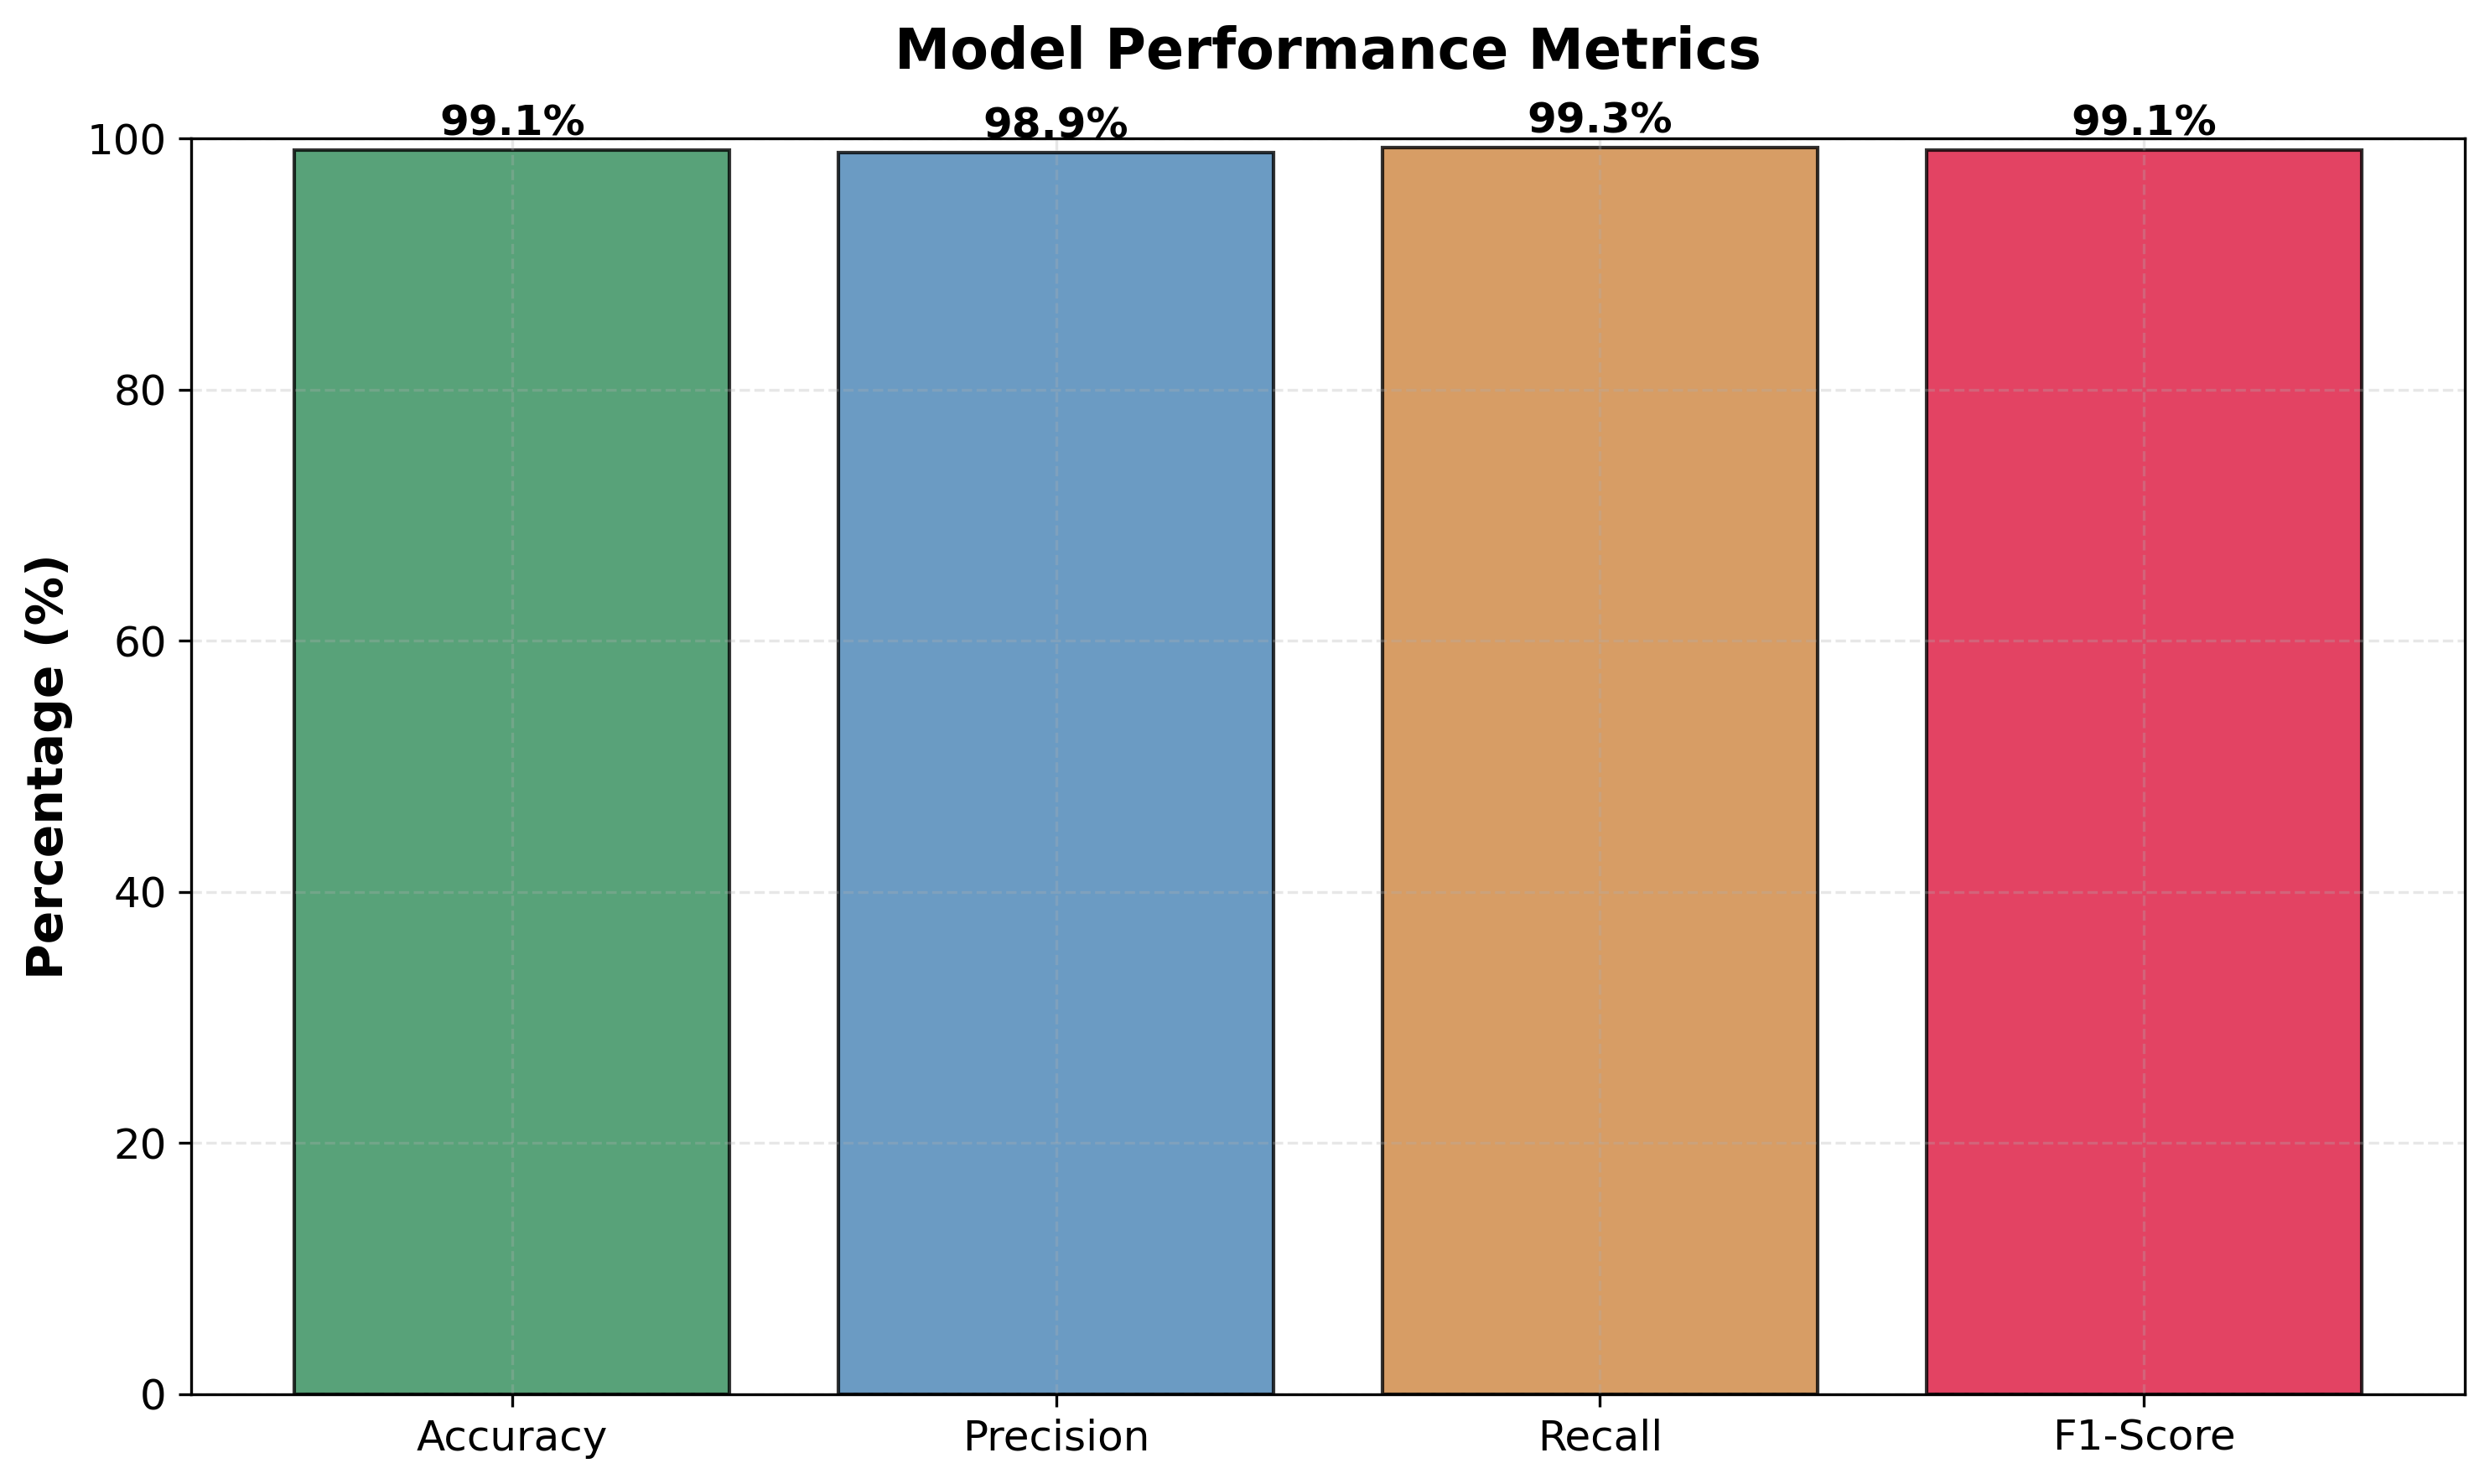 Model Performance Metrics
99.1% 98.9% 99.3% 99.1%
100
80
60
40
20
0
Percentage (%)
Accuracy Precision Recall F1-Score